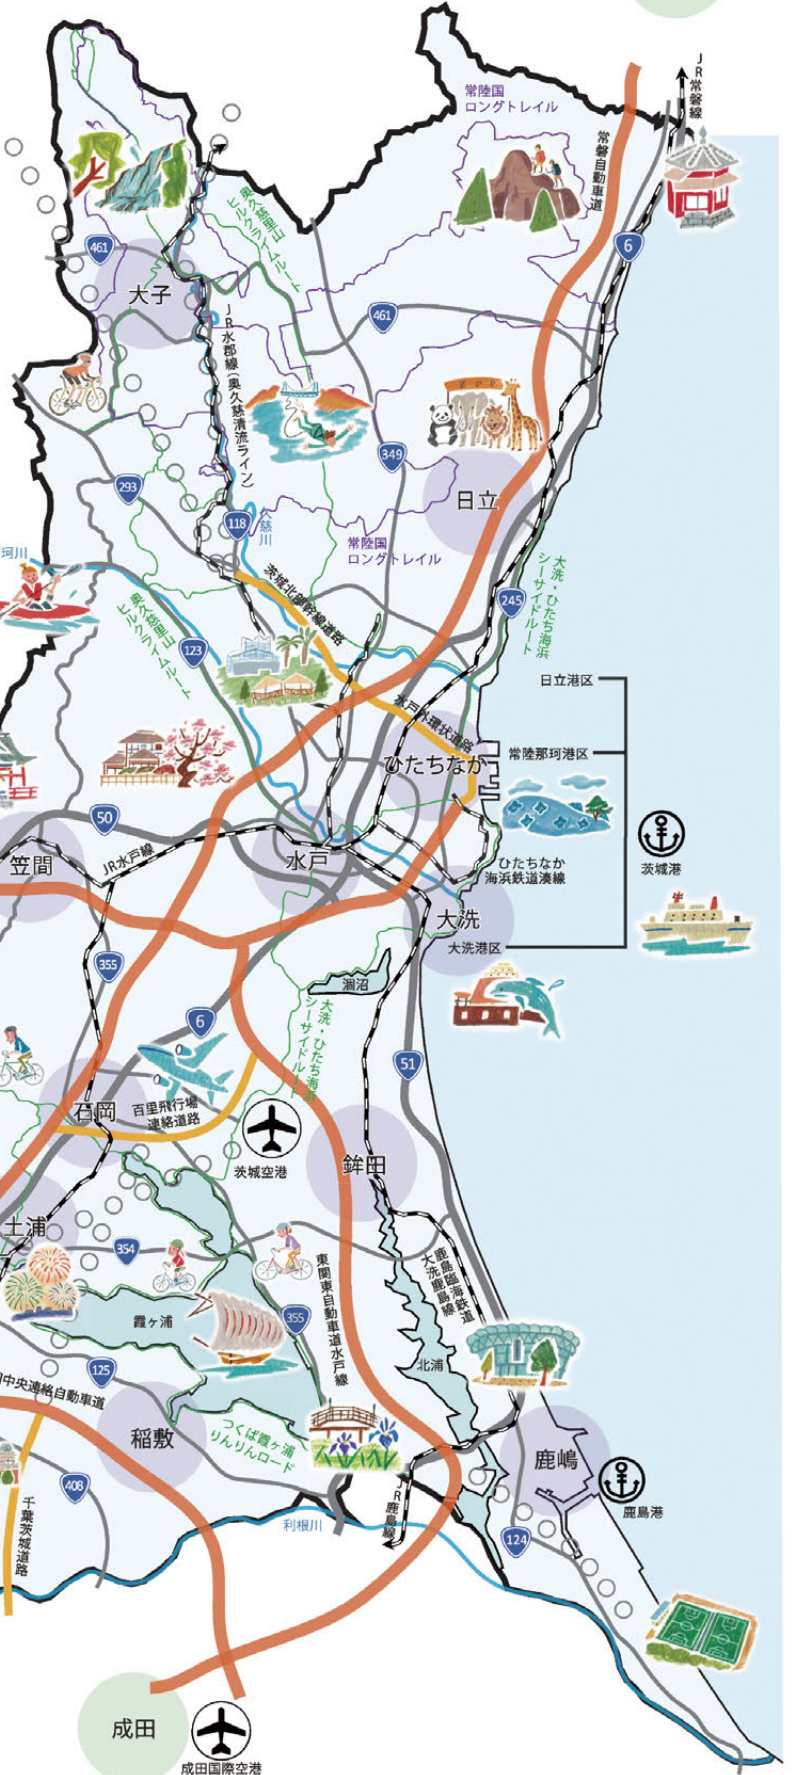 JR常磐線
常陸国
ロングトレイル
常磐自動車道
6
461
奥久慈里山
ヒルクライムルート
大子
461
JR水郡線(奥久慈清流ライン)
ZOO
349
日立
293
118
久慈川
常陸国
ロングトレイル
珂川
茨城北部幹線道路
大洗・ひたち海浜
シーサイドルート
245
奥久慈里山
ヒルクライムルート
123
日立港区
水戸外環状道路
常陸那珂港区
ひたちなか
50
茨城港
水戸
笠間
JR水戸線
ひたちなか
海浜鉄道湊線
大洗
大洗港区
355
涸沼
6
大洗・ひたち海浜
シーサイドルート
51
石岡
百里飛行場
連絡道路
茨城空港
鉾田
土浦
354
東関東自動車道水戸線
鹿島臨海鉄道
大洗鹿島線
霞ヶ浦
355
北浦
125
中央連絡自動車道
稲敷
つくば霞ヶ浦
りんりんロード
鹿嶋
408
JR鹿島線
鹿島港
千葉茨城道路
利根川
124
成田
成田国際空港